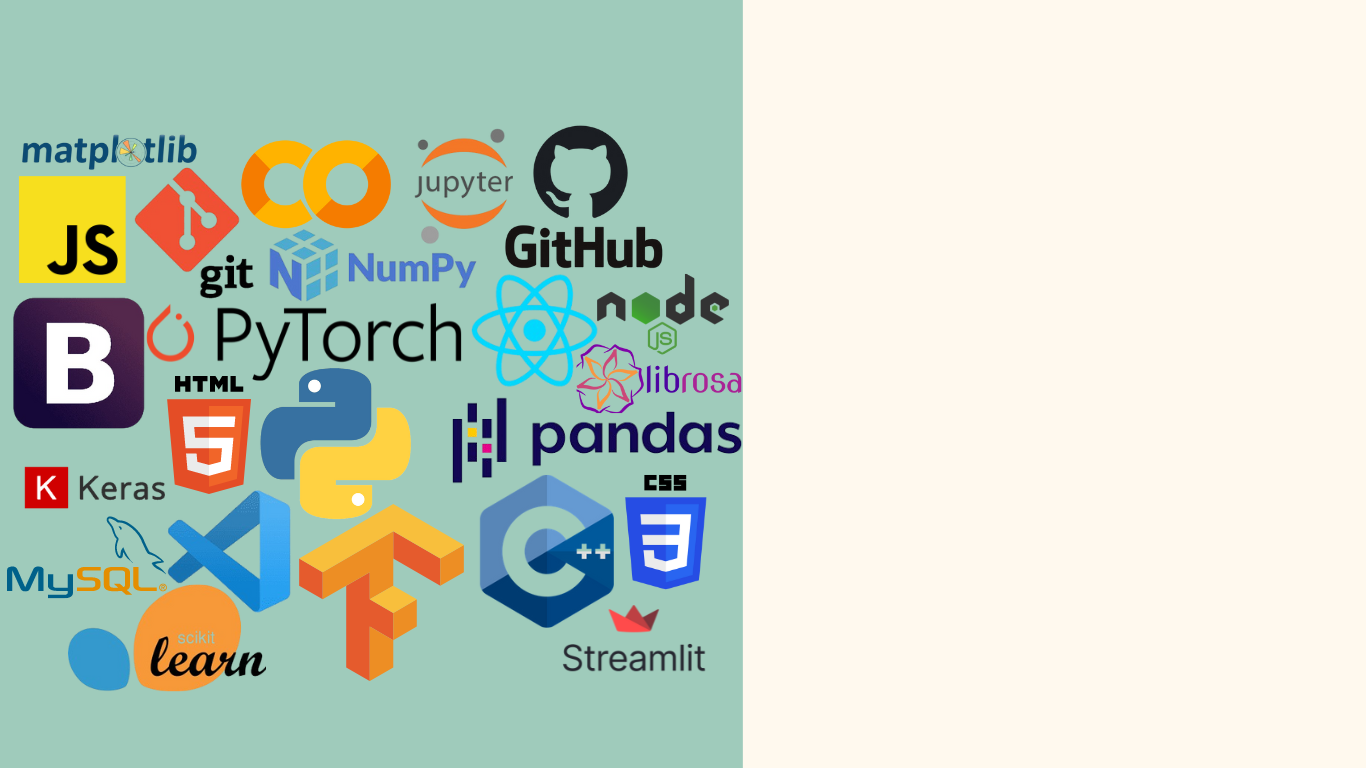 matplotlib
JS
git
jupyter
GitHub
NumPy
N
PyTorch
node
JS
B
HTML
5
librosa
pandas
K Keras
CSS
3
C++
MySQL®
scikit
learn
Streamlit